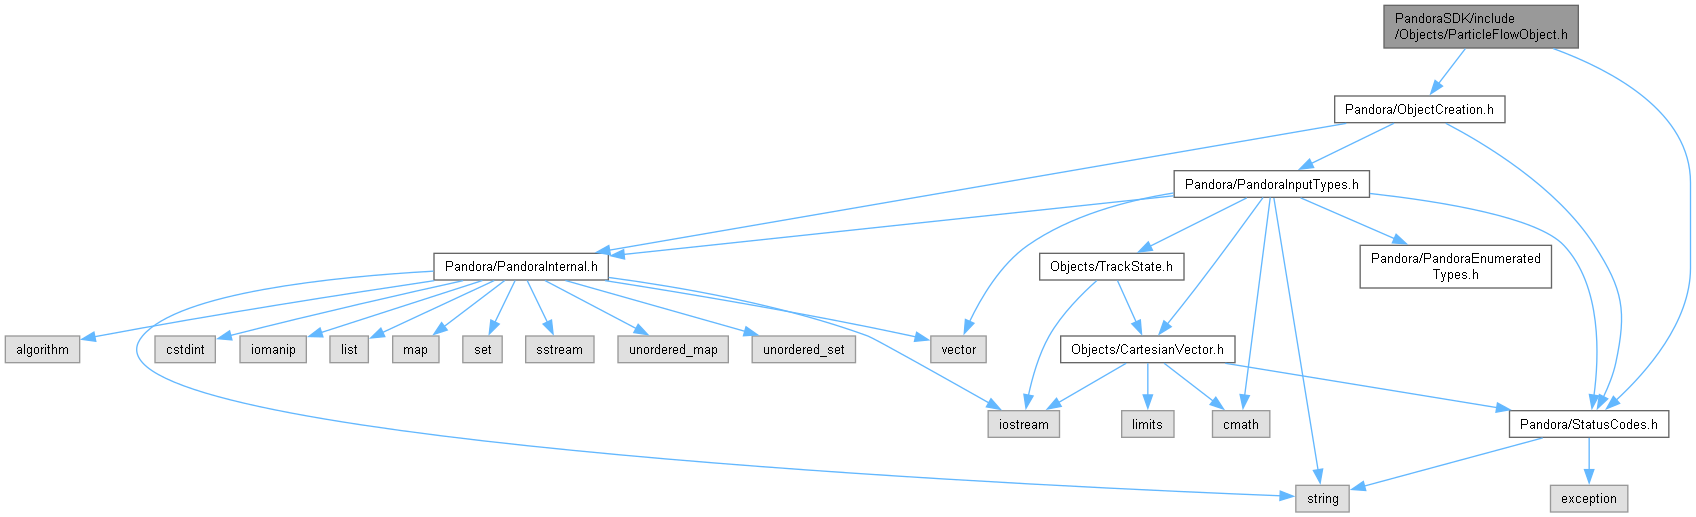 PandoraSDK/include
/Objects/ParticleFlowObject.h
Pandora/ObjectCreation.h
Pandora/PandoraInputTypes.h
Pandora/PandoraInternal.h
Objects/TrackState.h
Pandora/PandoraEnumerated
Types.h
algorithm
cstdint
iomanip
list
map
set
sstream
unordered_map
unordered_set
vector
Objects/CartesianVector.h
iostream
limits
cmath
Pandora/StatusCodes.h
string
exception